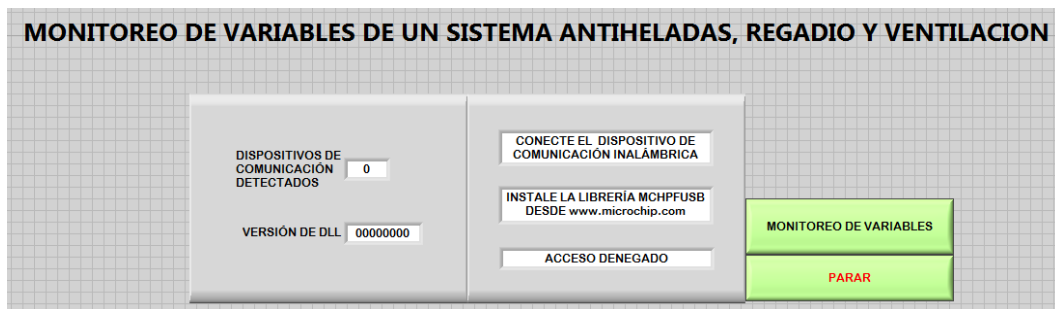 MONITOREO DE VARIABLES DE UN SISTEMA ANTIHELADAS, REGADIO Y VENTILACION
DISPOSITIVOS DE
COMUNICACIÓN
DETECTADOS
0
VERSIÓN DE DLL
00000000
CONECTE EL DISPOSITIVO DE
COMUNICACIÓN INALÁMBRICA
INSTALE LA LIBRERÍA MCHPFUSB
DESDE www.microchip.com
ACCESO DENEGADO
MONITOREO DE VARIABLES
PARAR